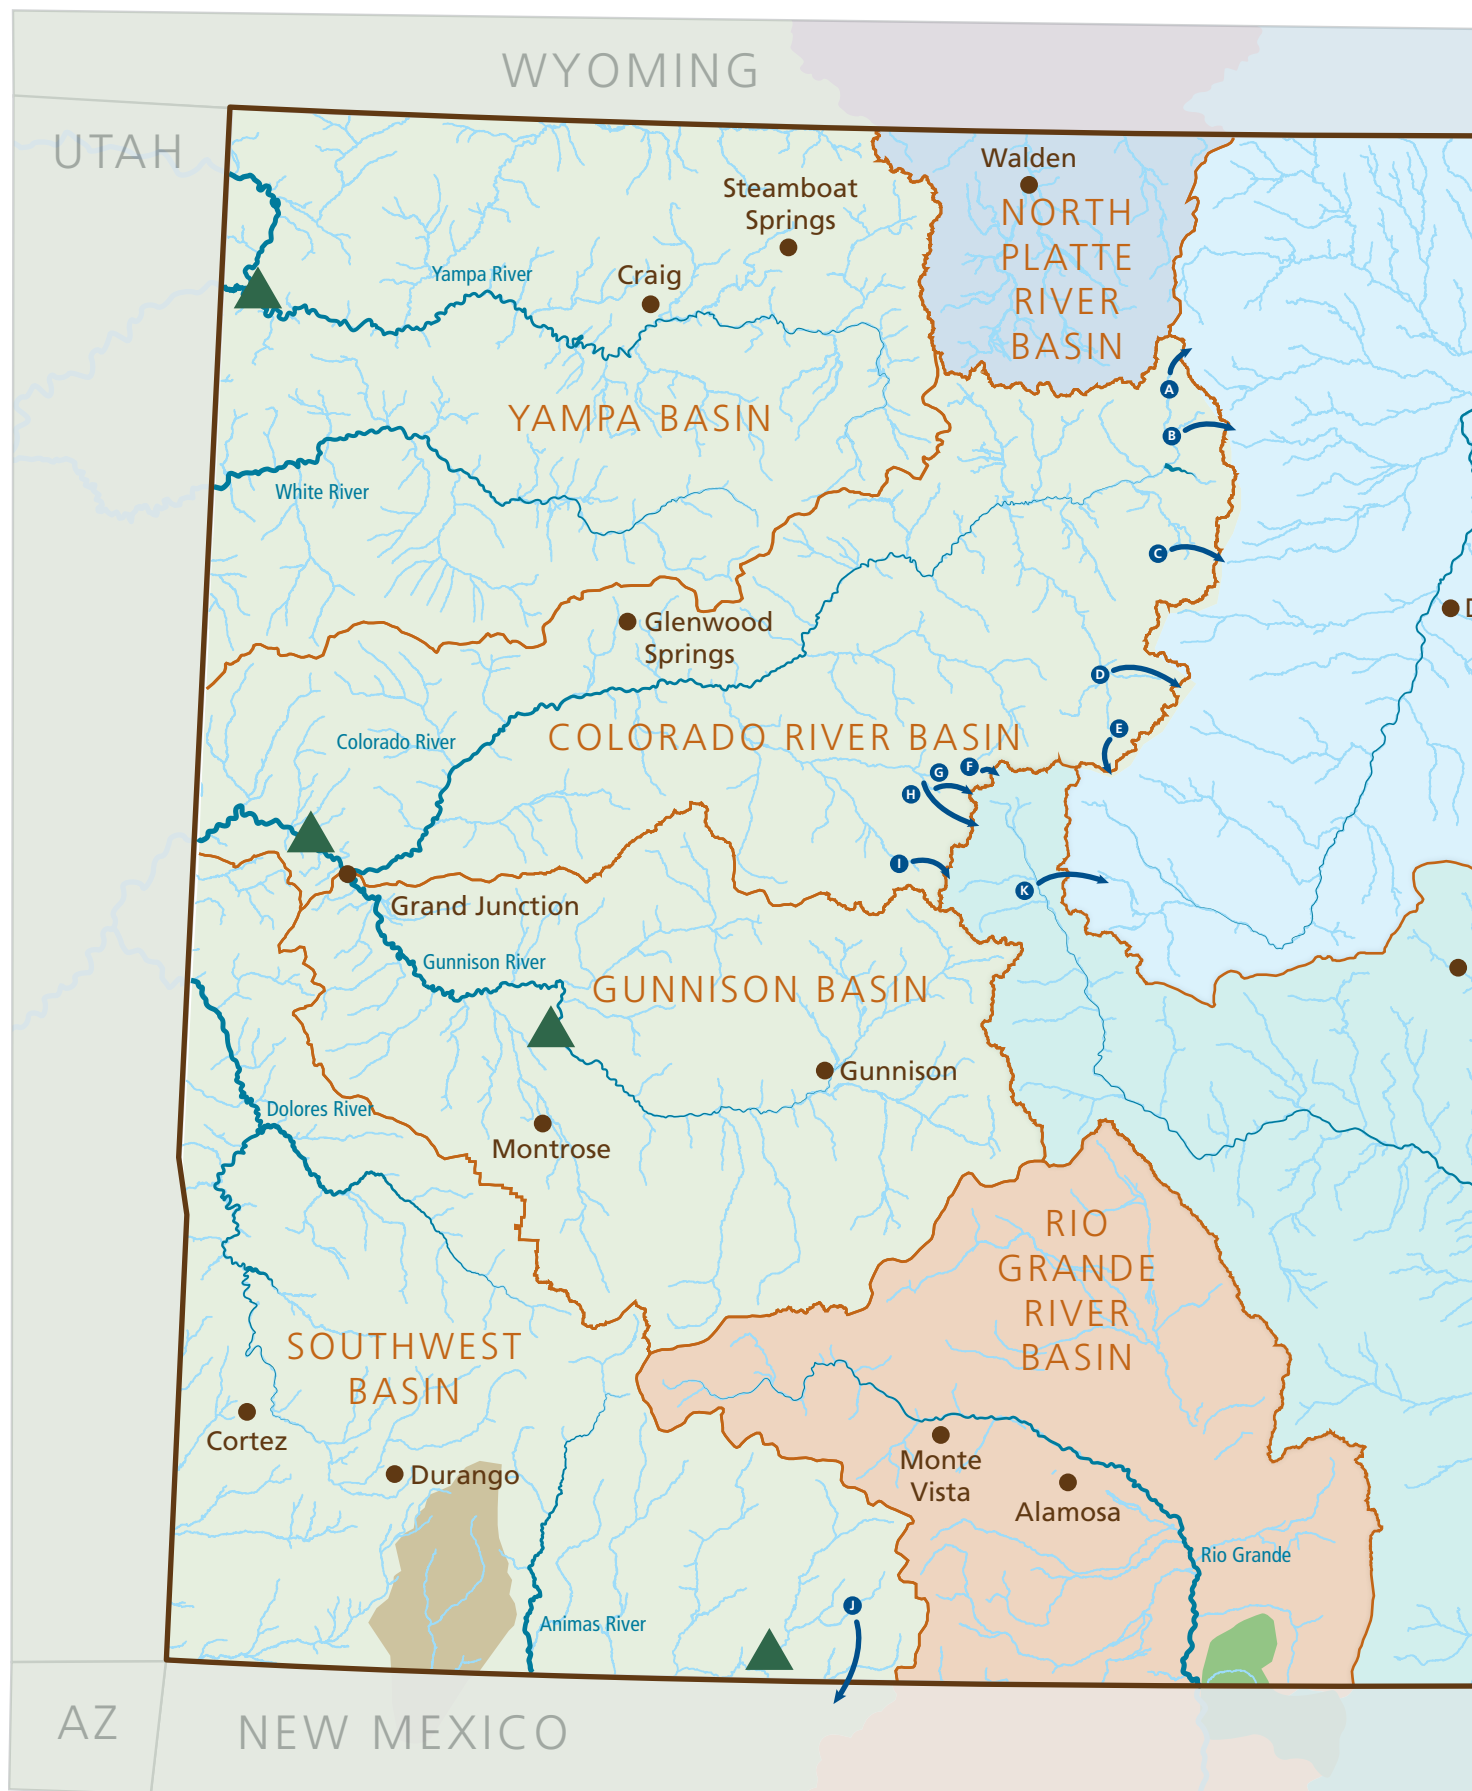 WYOMING
UTAH
Walden
Steamboat
Springs
NORTH
PLATTE
RIVER
BASIN
Yampa River
Craig
A
YAMPA BASIN
B
White River
C
D
Glenwood
Springs
D
E
Colorado River
COLORADO RIVER BASIN
F
G
H
I
K
Grand Junction
Gunnison River
GUNNISON BASIN
Gunnison
Dolores River
Montrose
RIO
GRANDE
RIVER
BASIN
SOUTHWEST
BASIN
Cortez
Durango
Monte
Vista
Alamosa
Rio Grande
J
Animas River
AZ
NEW MEXICO